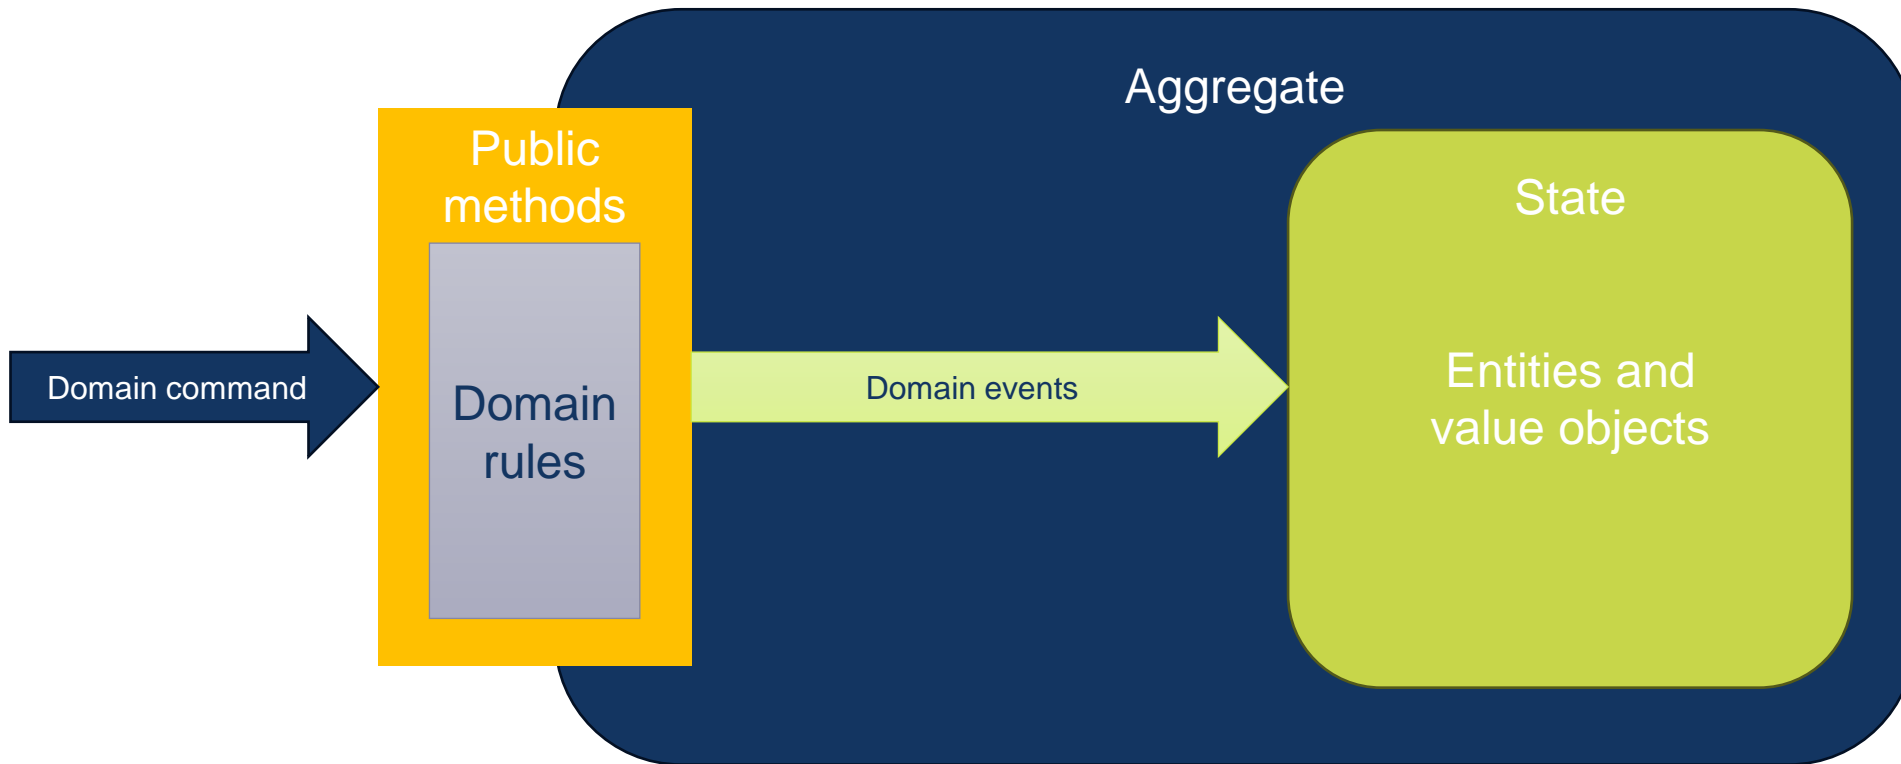 Aggregate
Public
methods
State
Domain command
Domain
rules
Domain events
Entities and
value objects